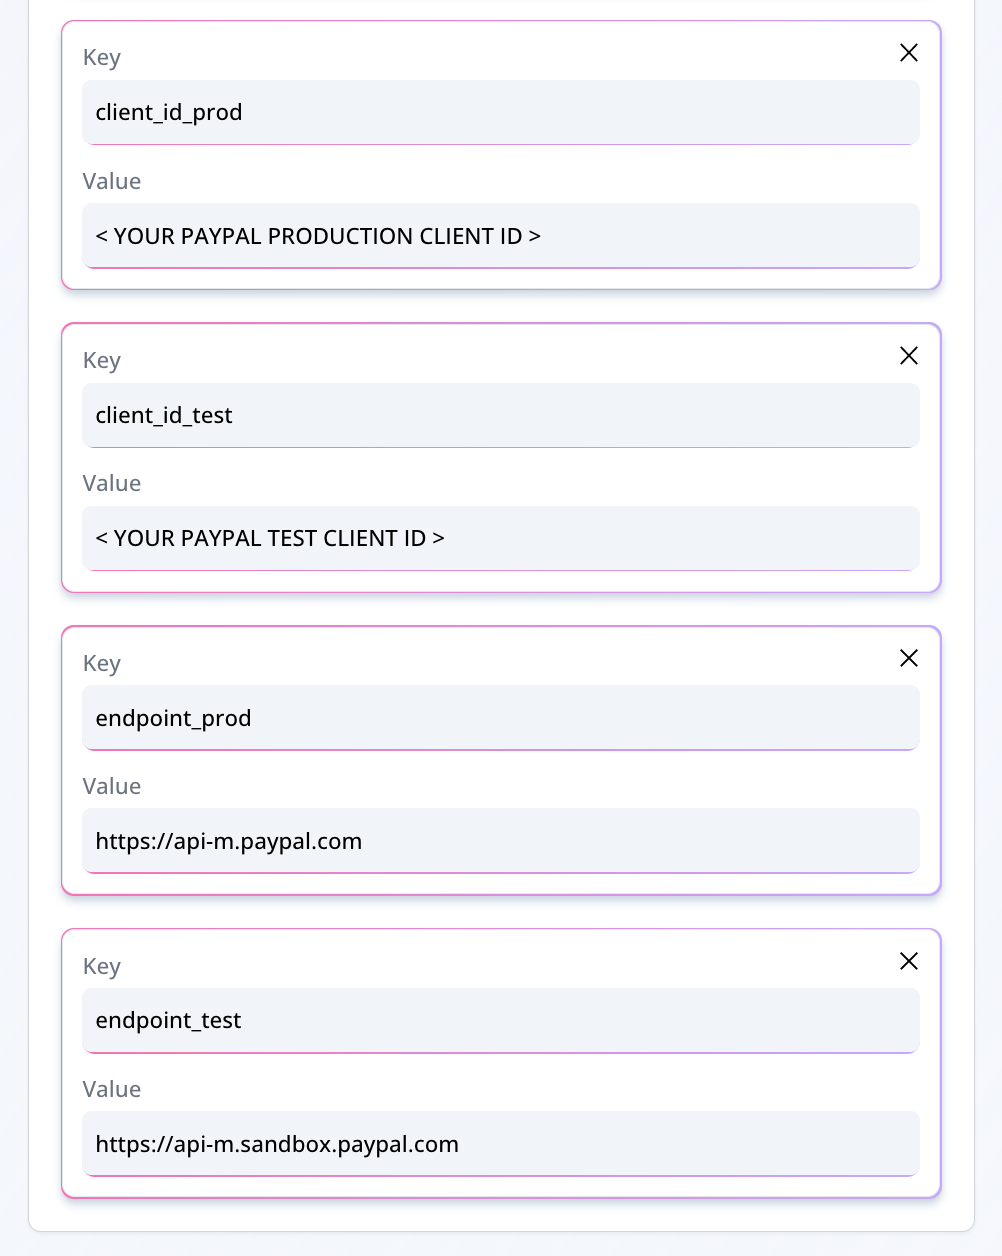 Key
client_id_prod
Value
< YOUR PAYPAL PRODUCTION CLIENT ID >
Key
client_id_test
Value
< YOUR PAYPAL TEST CLIENT ID >
Key
endpoint_prod
Value
https://api-m.paypal.com
Key
endpoint_test
Value
https://api-m.sandbox.paypal.com